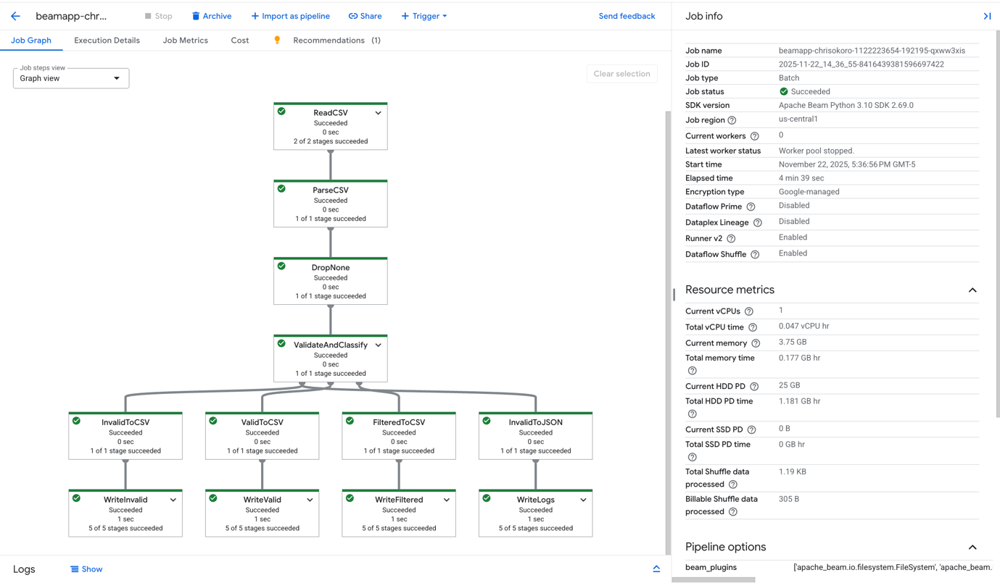 beamapp-chr...
Stop
Archive
Import as pipeline
Share
Trigger
Send feedback
Job Graph
Execution Details
Job Metrics
Cost
Recommendations (1)
Job steps view
Graph view
Clear selection
ReadCSV
Succeeded
0 sec
2 of 2 stages succeeded
ParseCSV
Succeeded
0 sec
1 of 1 stage succeeded
DropNone
Succeeded
0 sec
1 of 1 stage succeeded
ValidateAndClassify
Succeeded
0 sec
1 of 1 stage succeeded
InvalidToCSV
Succeeded
0 sec
1 of 1 stage succeeded
ValidToCSV
Succeeded
0 sec
1 of 1 stage succeeded
FilteredToCSV
Succeeded
0 sec
1 of 1 stage succeeded
InvalidToJSON
Succeeded
0 sec
1 of 1 stage succeeded
WriteInvalid
Succeeded
1 sec
5 of 5 stages succeeded
WriteValid
Succeeded
1 sec
5 of 5 stages succeeded
WriteFiltered
Succeeded
1 sec
5 of 5 stages succeeded
WriteLogs
Succeeded
1 sec
5 of 5 stages succeeded
Logs
Show
Job info
Job name beamapp-chrisokoro-1122223654-192195-qxww3xis
Job ID 2025-11-22_14_36_55-8416439381596697422
Job type Batch
Job status Succeeded
SDK version Apache Beam Python 3.10 SDK 2.69.0
Job region us-central1
Current workers 0
Latest worker status Worker pool stopped.
Start time November 22, 2025, 5:36:56 PM GMT-5
Elapsed time 4 min 39 sec
Encryption type Google-managed
Dataflow Prime Disabled
Dataplex Lineage Disabled
Runner v2 Enabled
Dataflow Shuffle Enabled
Resource metrics
Current vCPUs 1
Total vCPU time 0.047 vCPU hr
Current memory 3.75 GB
Total memory time 0.177 GB hr
Current HDD PD 25 GB
Total HDD PD time 1.181 GB hr
Current SSD PD 0 B
Total SSD PD time 0 GB hr
Total Shuffle data 1.19 KB
processed
Billable Shuffle data 305 B
processed
Pipeline options
beam_plugins ['apache_beam.io.filesystem.FileSystem', 'apache_beam.